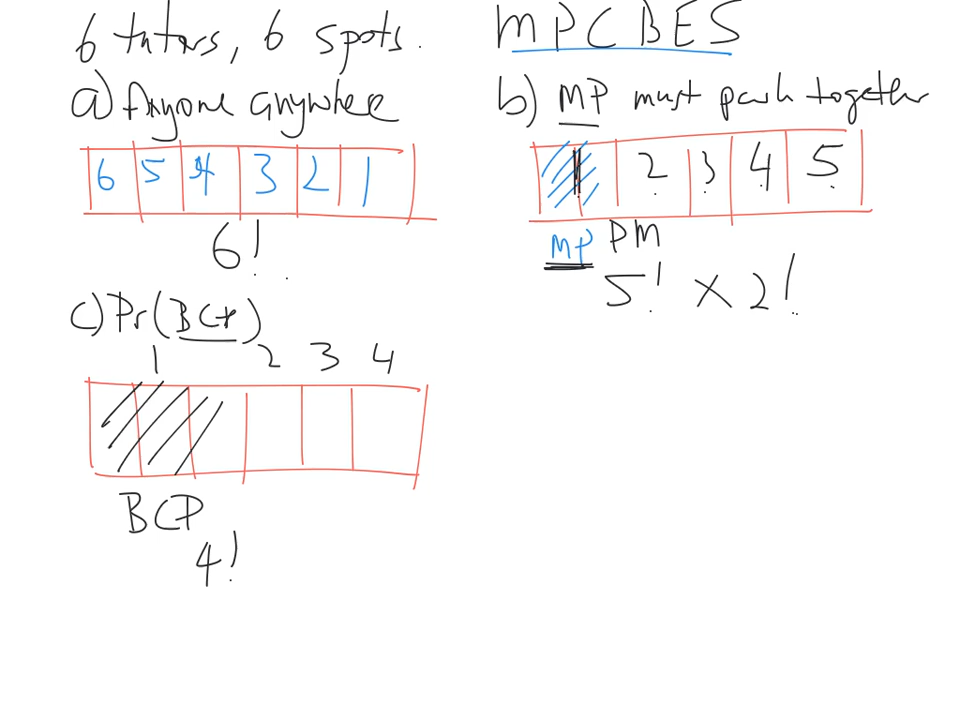 6 tutors, 6 spots.
a) Anyone anywhere
6 5 4 3 2 1
6!
MPCBES
b) MP must park together
1 2 3 4 5
MP PM
5! × 2!
c) Pr(BCP)
1 2 3 4
BCP
4!